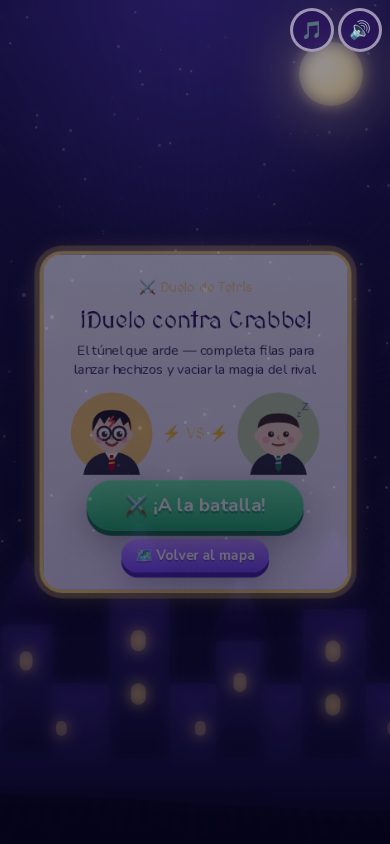 ⚔️ Duelo de Tetris
¡Duelo contra Crabbe!
El túnel que arde — completa filas para
lanzar hechizos y vaciar la magia del rival.
⚡ VS ⚡
z z
⚔️ ¡A la batalla!
🗺️ Volver al mapa